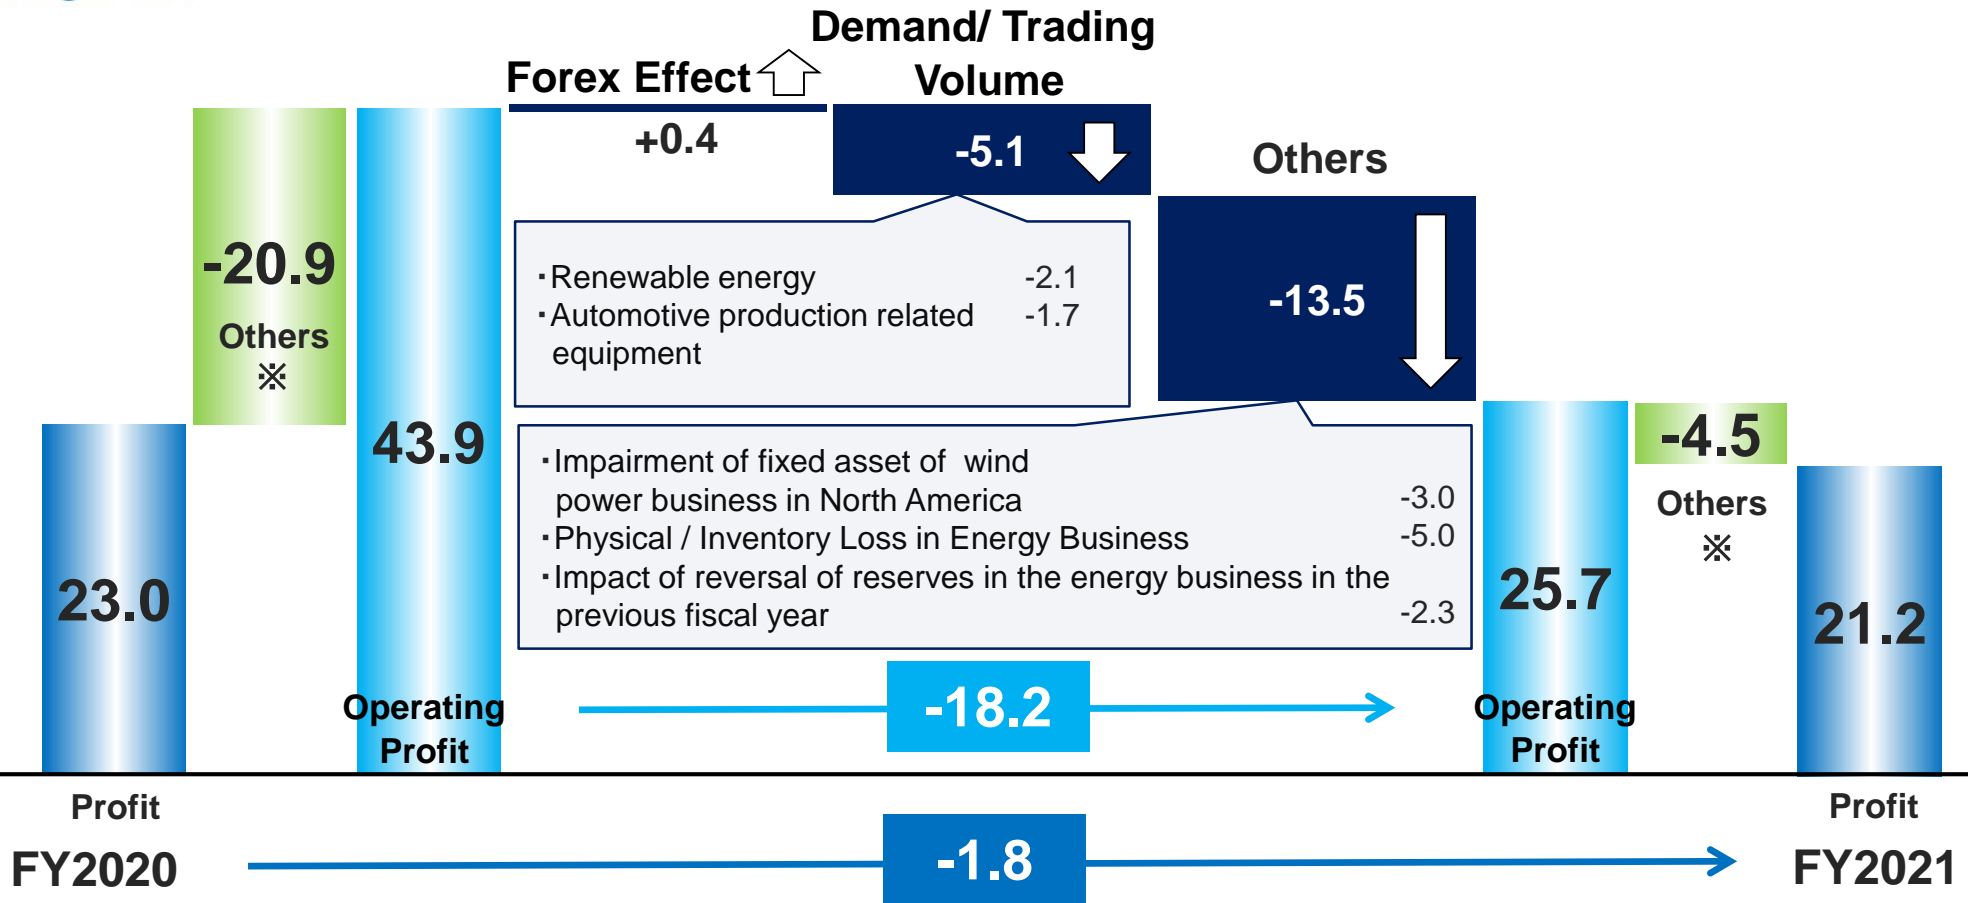 Demand/ Trading
Volume
Forex Effect
+0.4
-5.1
Others
-20.9
Others
※
・Renewable energy -2.1
・Automotive production related -1.7
equipment
-13.5
43.9
-4.5
Others
※
・Impairment of fixed asset of wind
power business in North America -3.0
・Physical / Inventory Loss in Energy Business -5.0
・Impact of reversal of reserves in the energy business in the
previous fiscal year -2.3
23.0
25.7
21.2
Operating
Profit
-18.2
Operating
Profit
Profit
FY2020
-1.8
Profit
FY2021